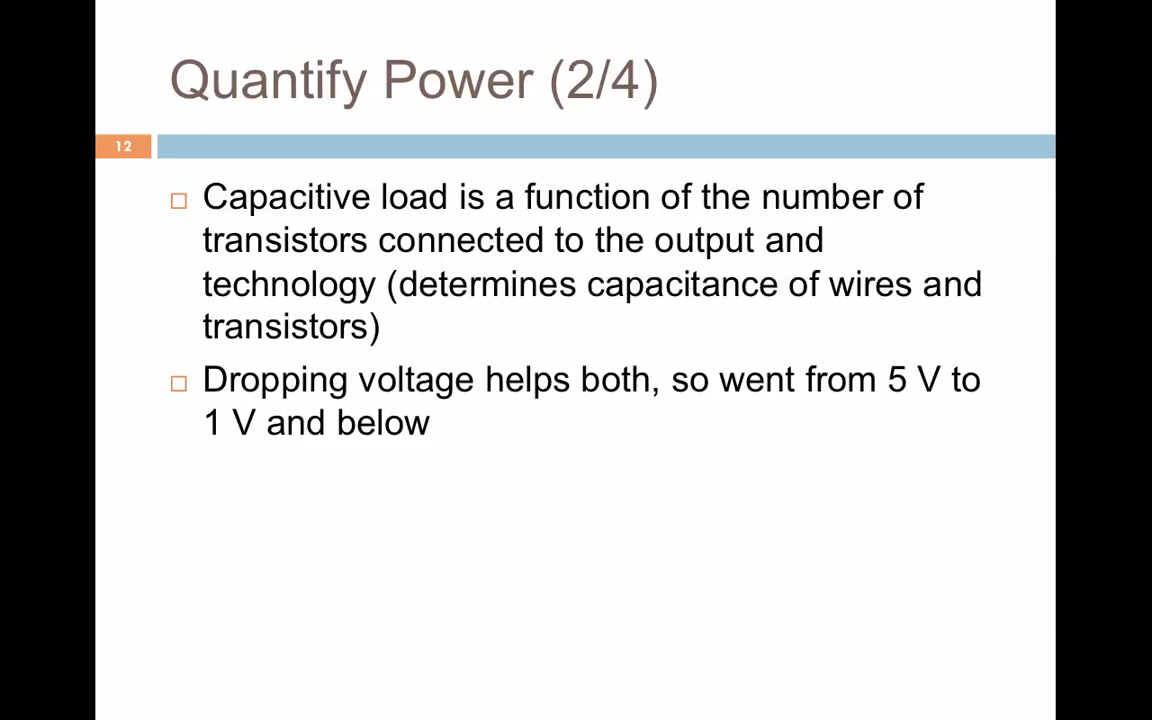 Quantify Power (2/4)
12
Capacitive load is a function of the number of
transistors connected to the output and
technology (determines capacitance of wires and
transistors)
Dropping voltage helps both, so went from 5 V to
1 V and below